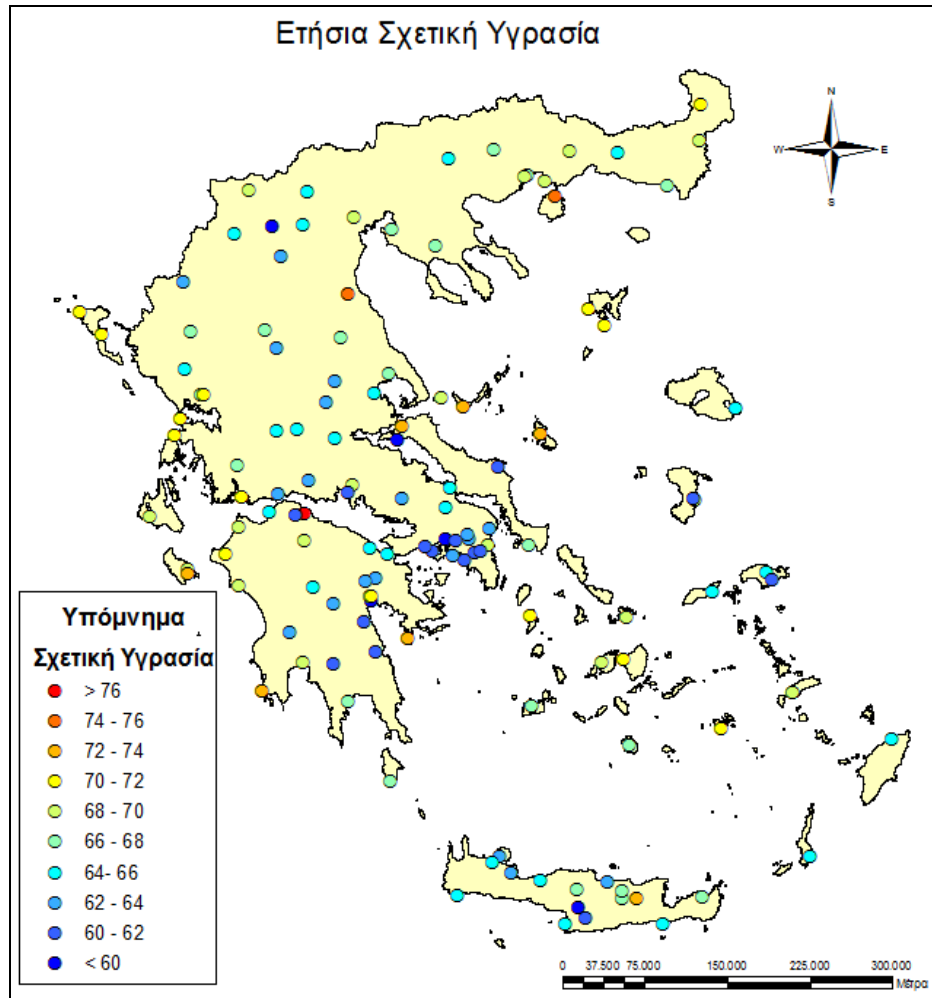 Ετήσια Σχετική Υγρασία
N
W E
S
Υπόμνημα
Σχετική Υγρασία
> 76
74 - 76
72 - 74
70 - 72
68 - 70
66 - 68
64- 66
62 - 64
60 - 62
< 60
0 37.500 75.000 150.000 225.000 300.000
Μέτρα